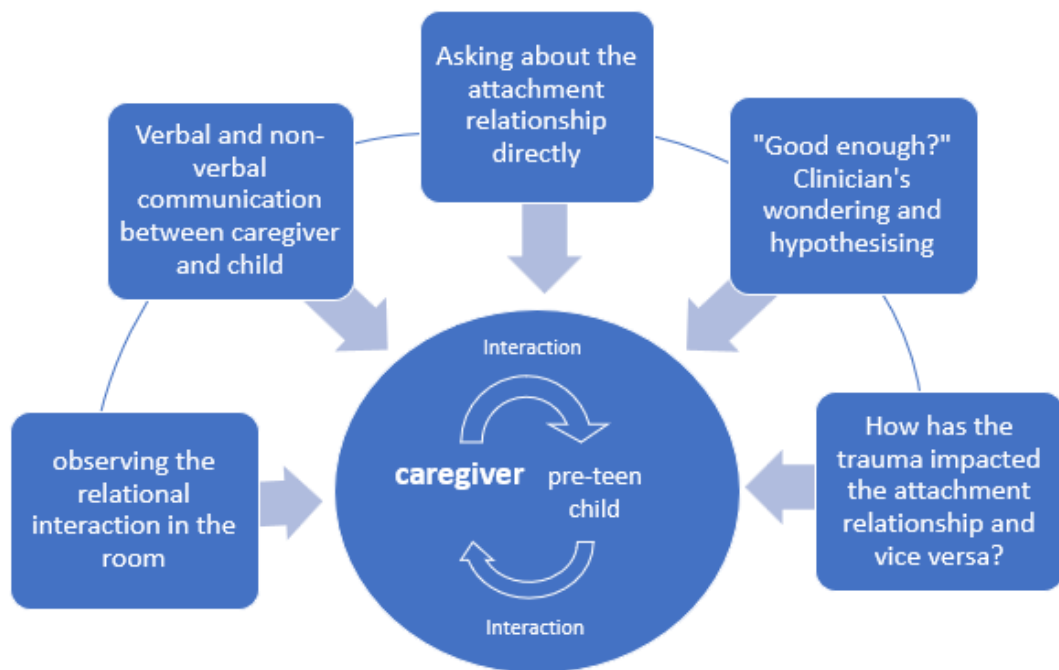 Asking about the
attachment
relationship
directly
Verbal and non-
verbal
communication
between caregiver
and child
"Good enough?"
Clinician's
wondering and
hypothesising
observing the
relational
interaction in the
room
How has the
trauma impacted
the attachment
relationship and
vice versa?
Interaction
caregiver
pre-teen
child
Interaction